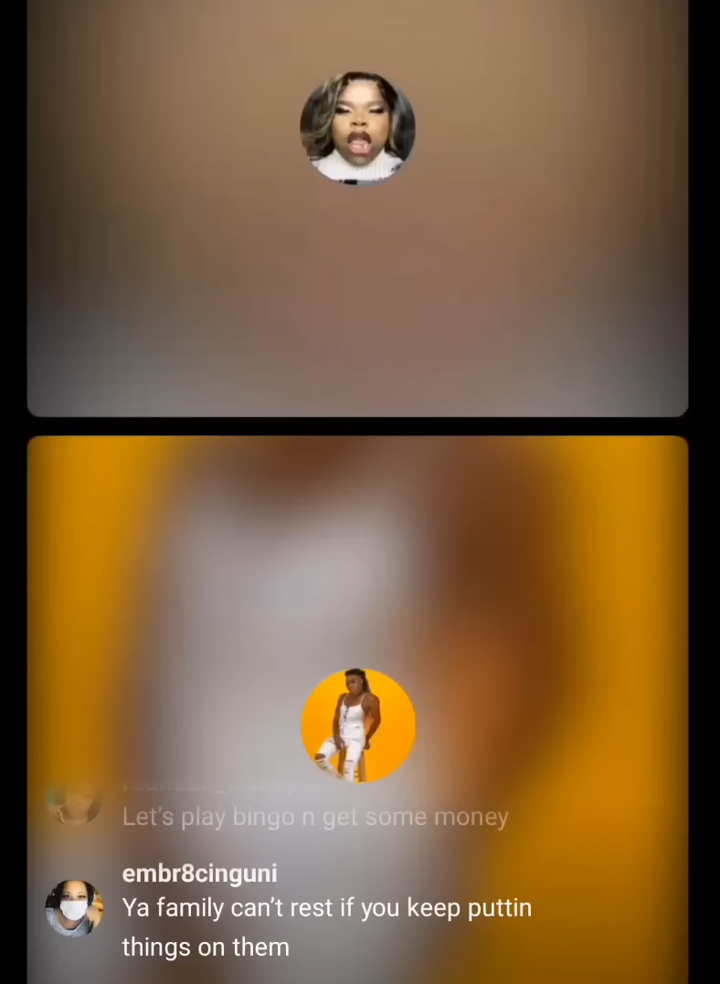 Let's play bingo n get some money
embr8cinguni
Ya family can't rest if you keep puttin
things on them